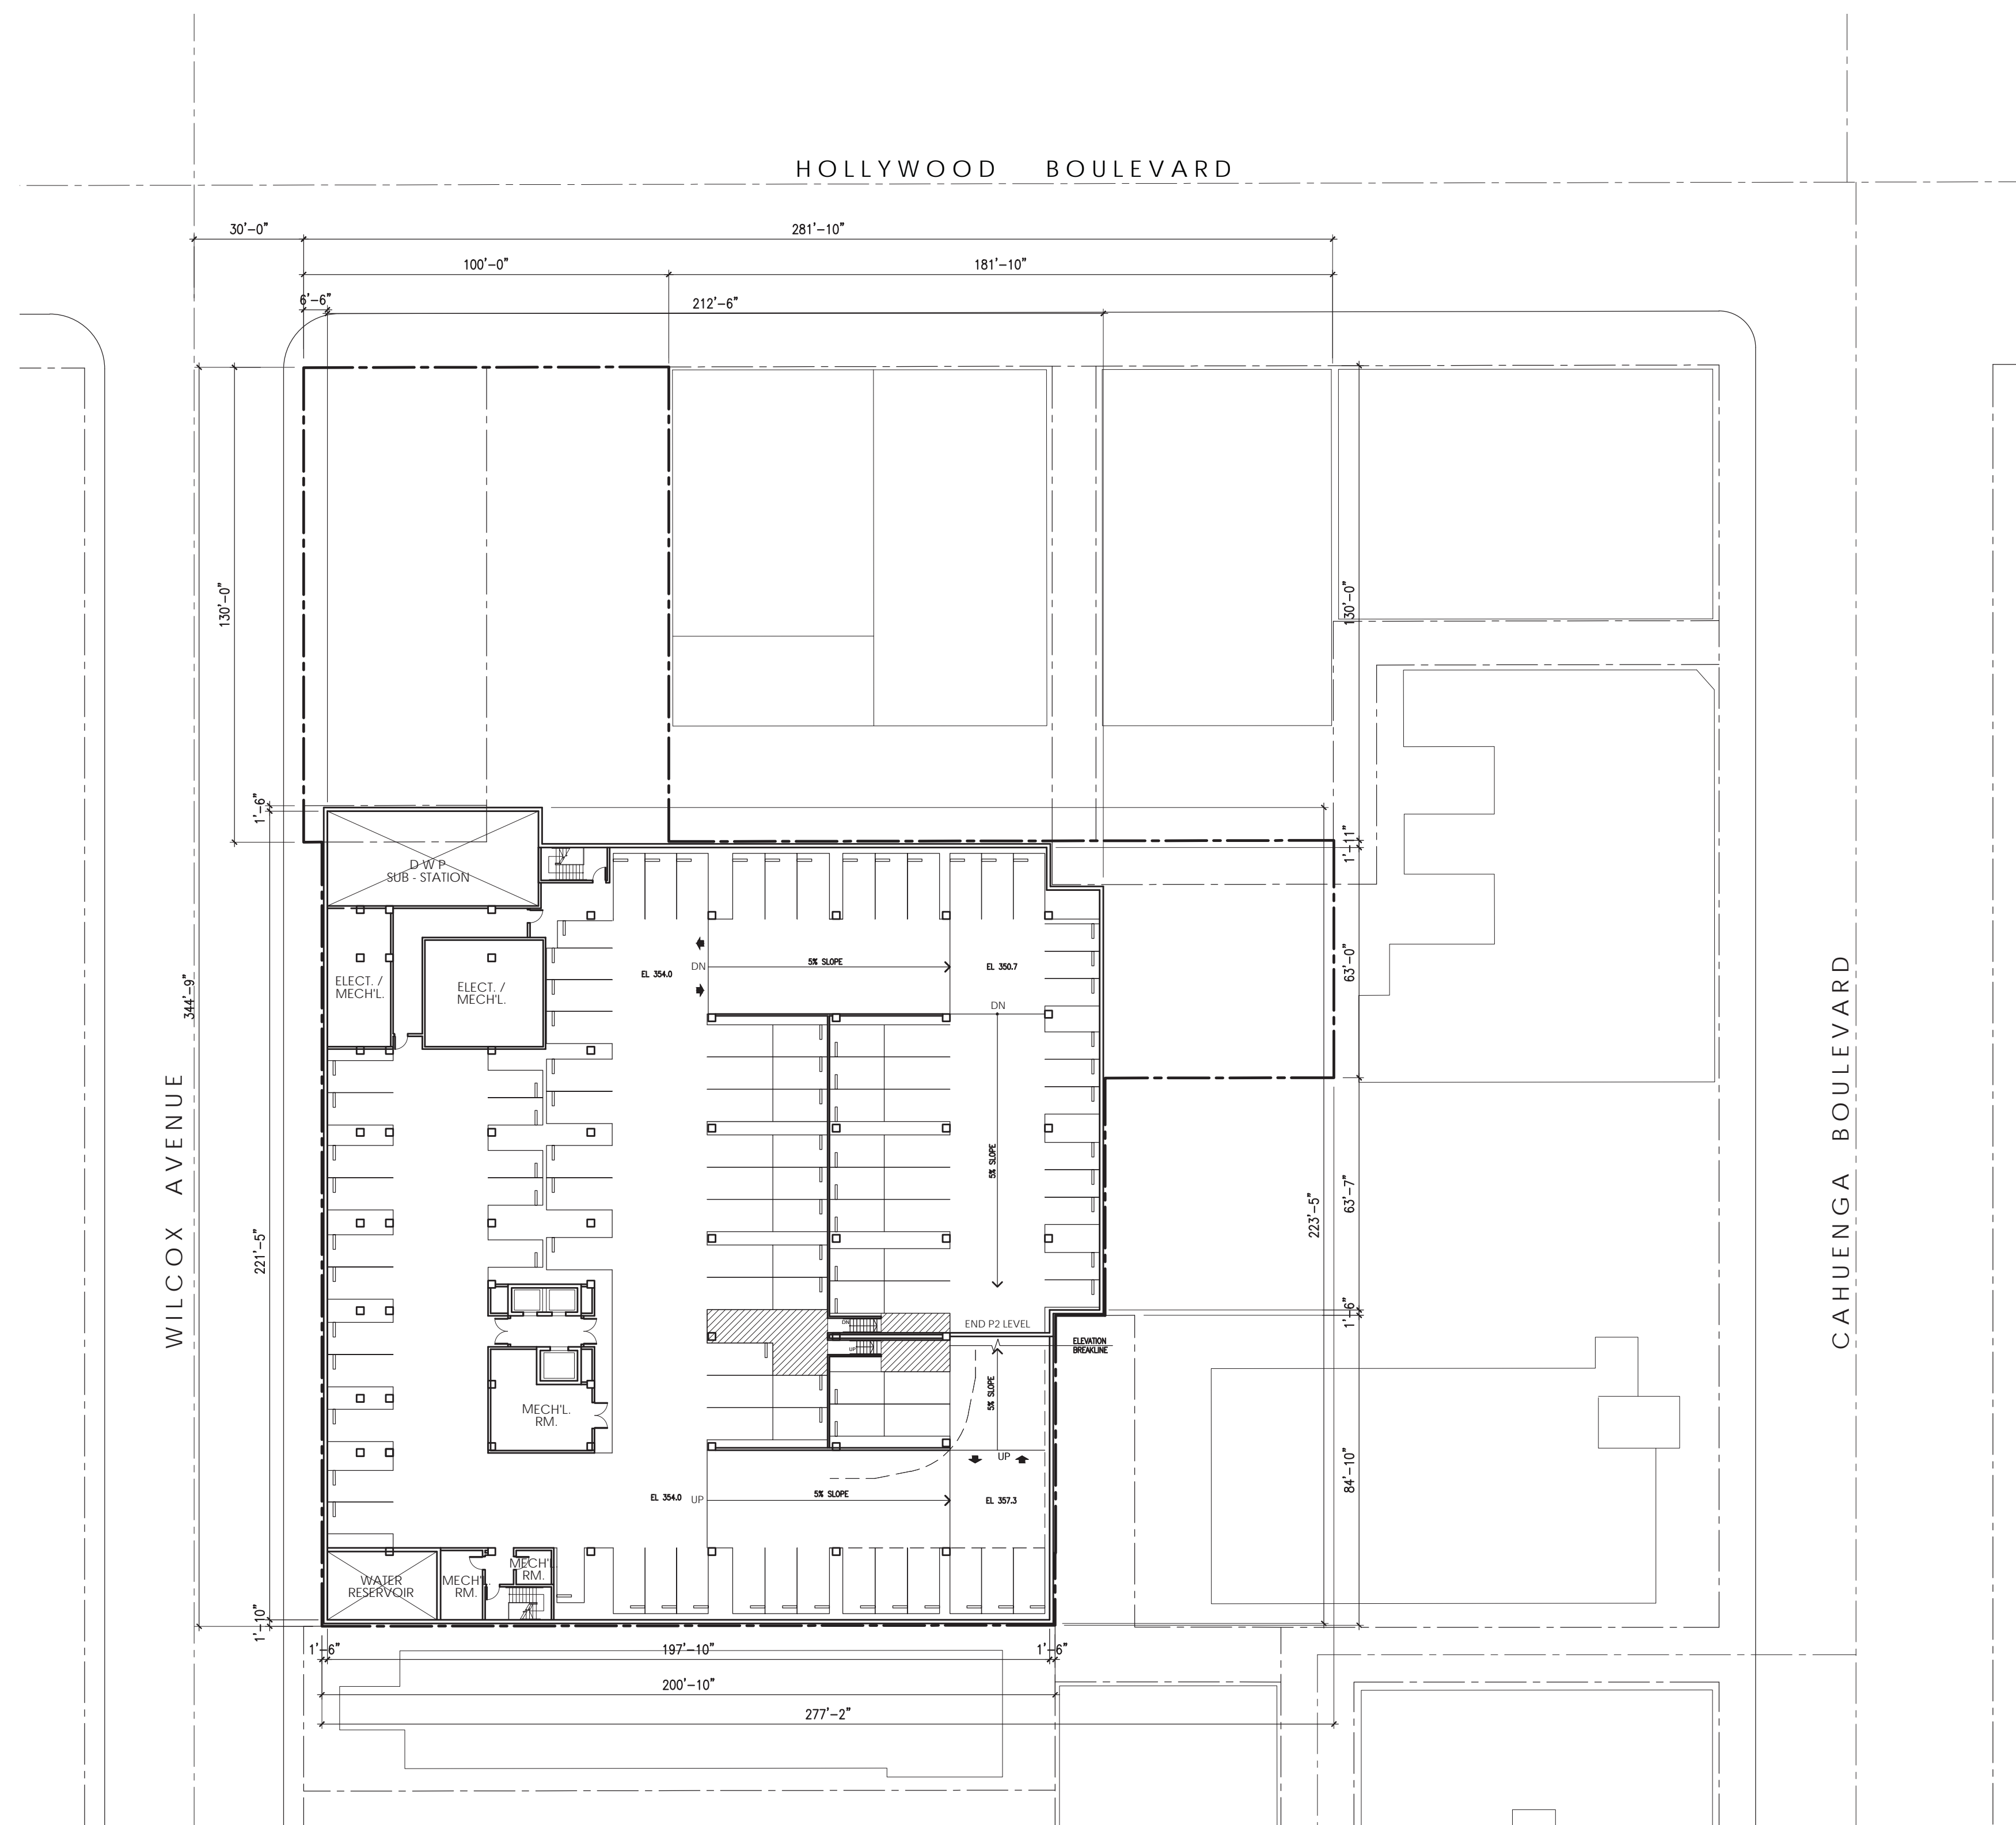 HOLLYWOOD BOULEVARD
30'-0"
281'-10"
100'-0"
181'-10"
6'-6"
212'-6"
130'-0"
130'-0"
1'-6"
1'-11"
D W P
SUB - STATION
ELECT. /
MECH'L.
ELECT. /
MECH'L.
EL 354.0
DN
5% SLOPE
EL 350.7
DN
63'-0"
344'-9"
WILCOX AVENUE
CAHUENGA BOULEVARD
5% SLOPE
63'-7"
223'-5"
221'-5"
1'-6"
DN
END P2 LEVEL
UP
ELEVATION
BREAKLINE
5% SLOPE
MECH'L.
RM.
UP
84'-10"
EL 354.0
UP
5% SLOPE
EL 357.3
MECH'L.
RM.
WATER
RESERVOIR
MECH'L.
RM.
1'-10"
1'-6"
197'-10"
1'-6"
200'-10"
277'-2"